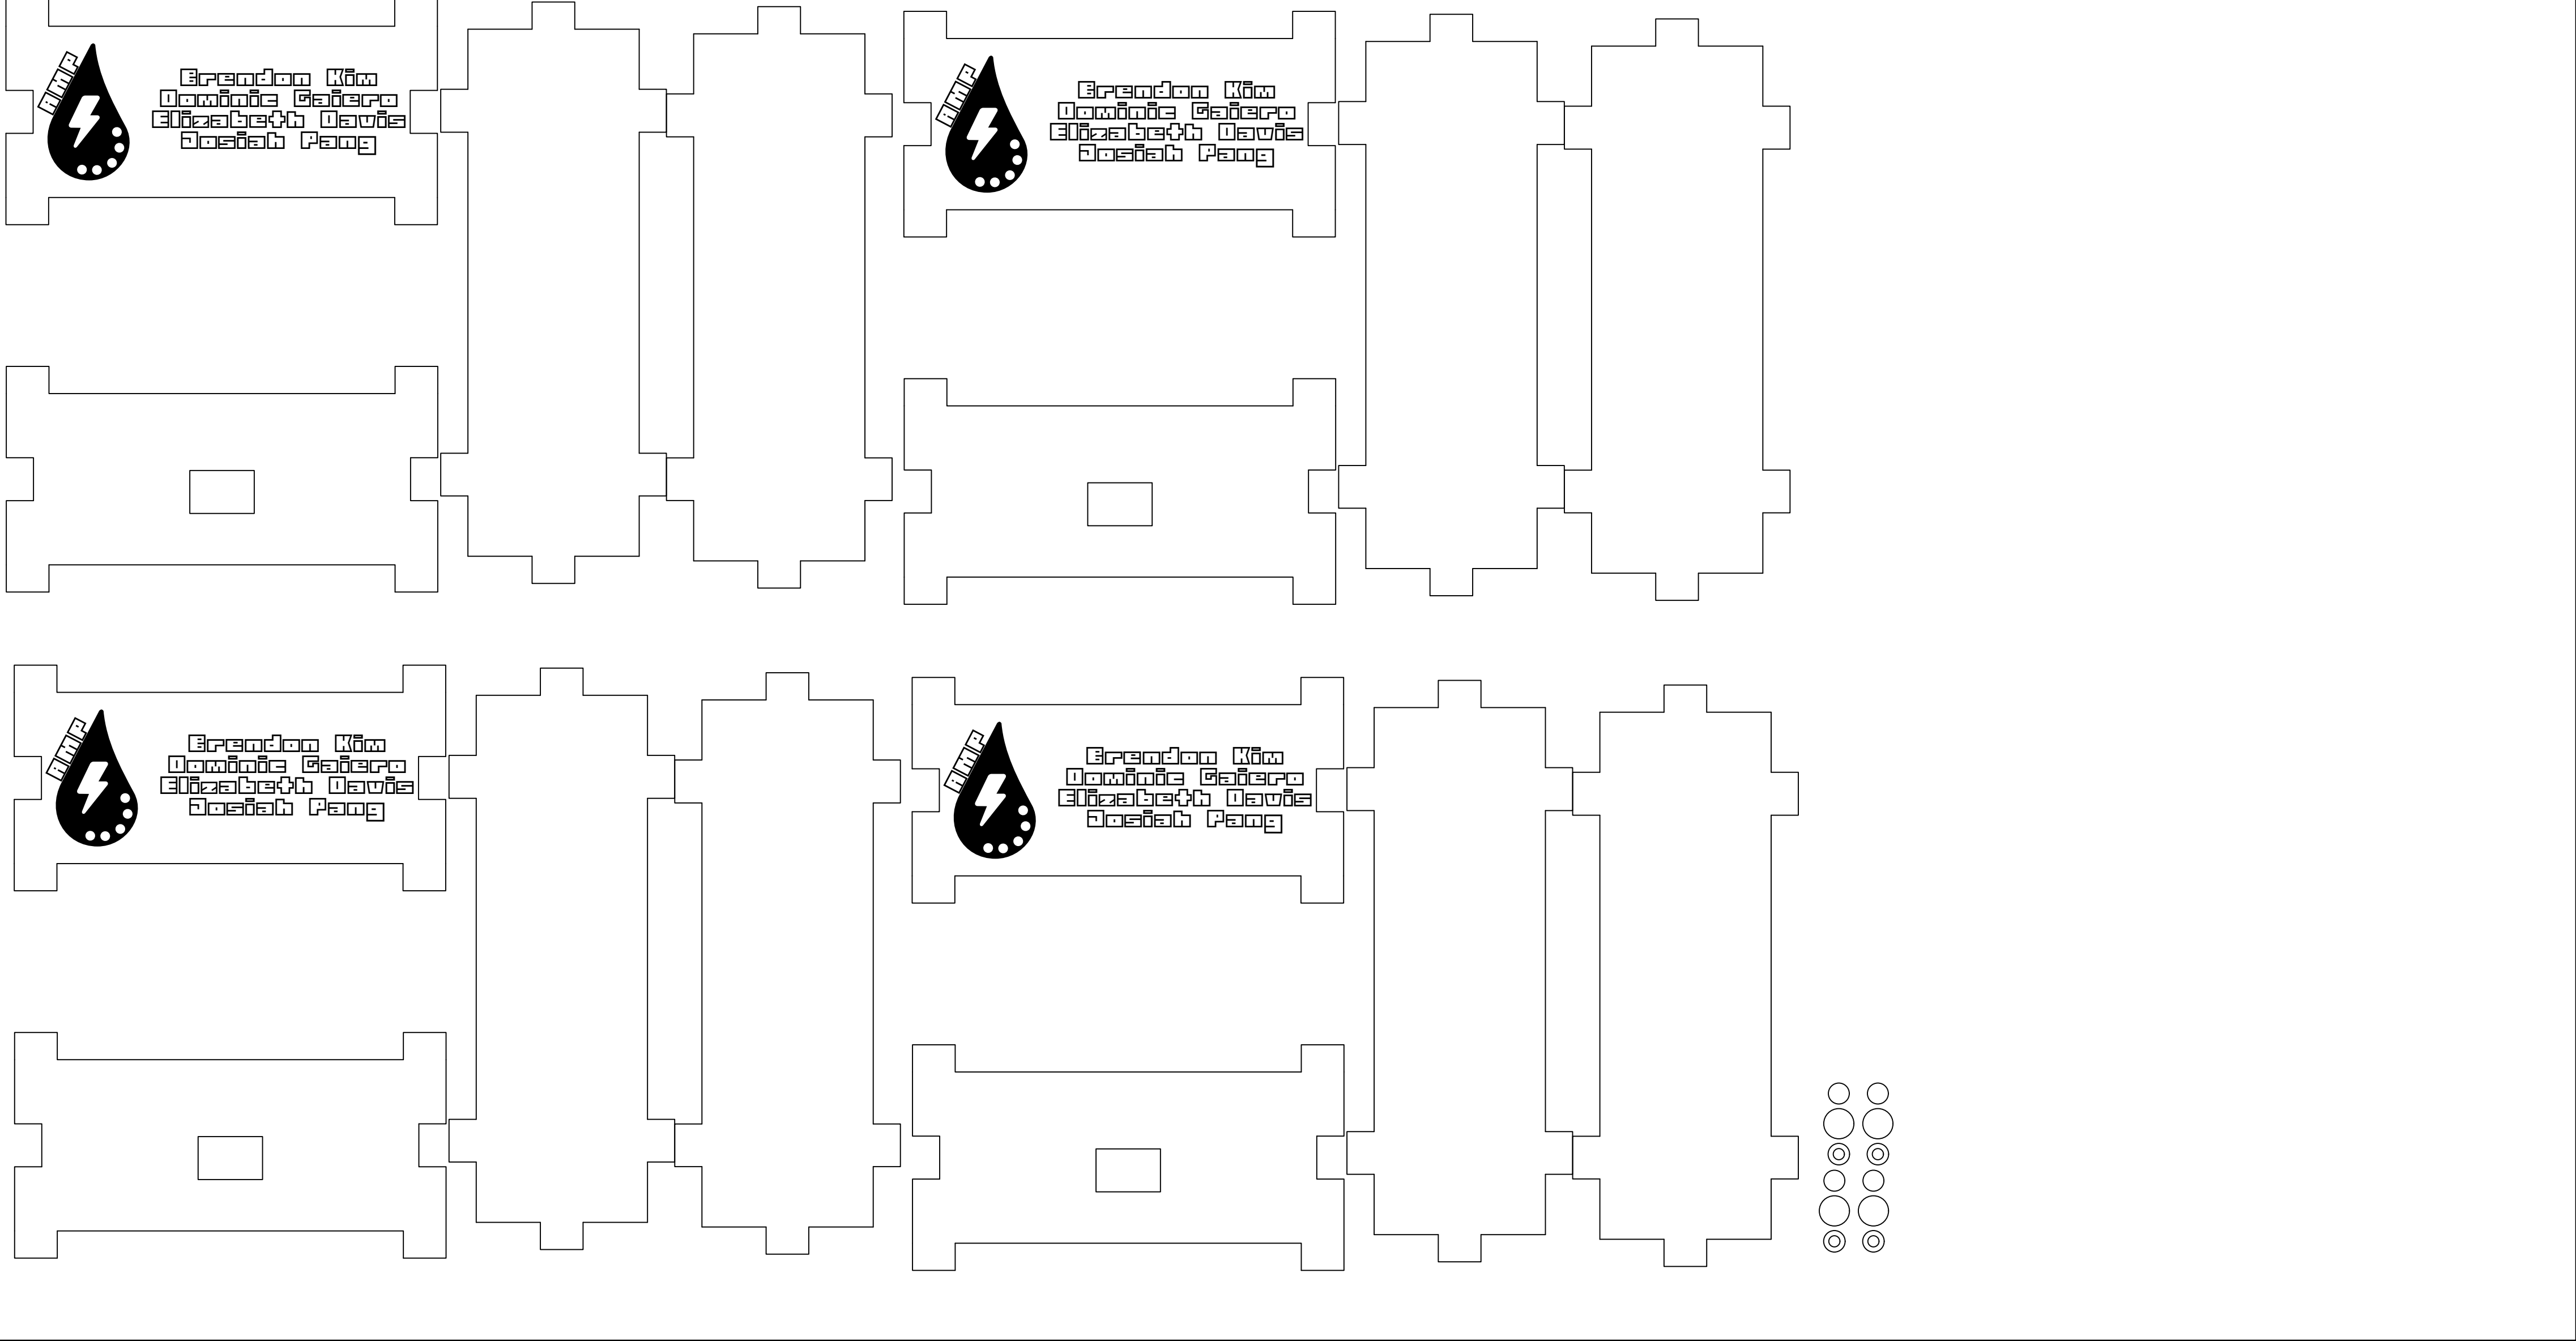 AMP
Brendon Kim
Dominic Gaiero
Elizabeth Davis
Josiah Pang
AMP
Brendon Kim
Dominic Gaiero
Elizabeth Davis
Josiah Pang
AMP
Brendon Kim
Dominic Gaiero
Elizabeth Davis
Josiah Pang
AMP
Brendon Kim
Dominic Gaiero
Elizabeth Davis
Josiah Pang